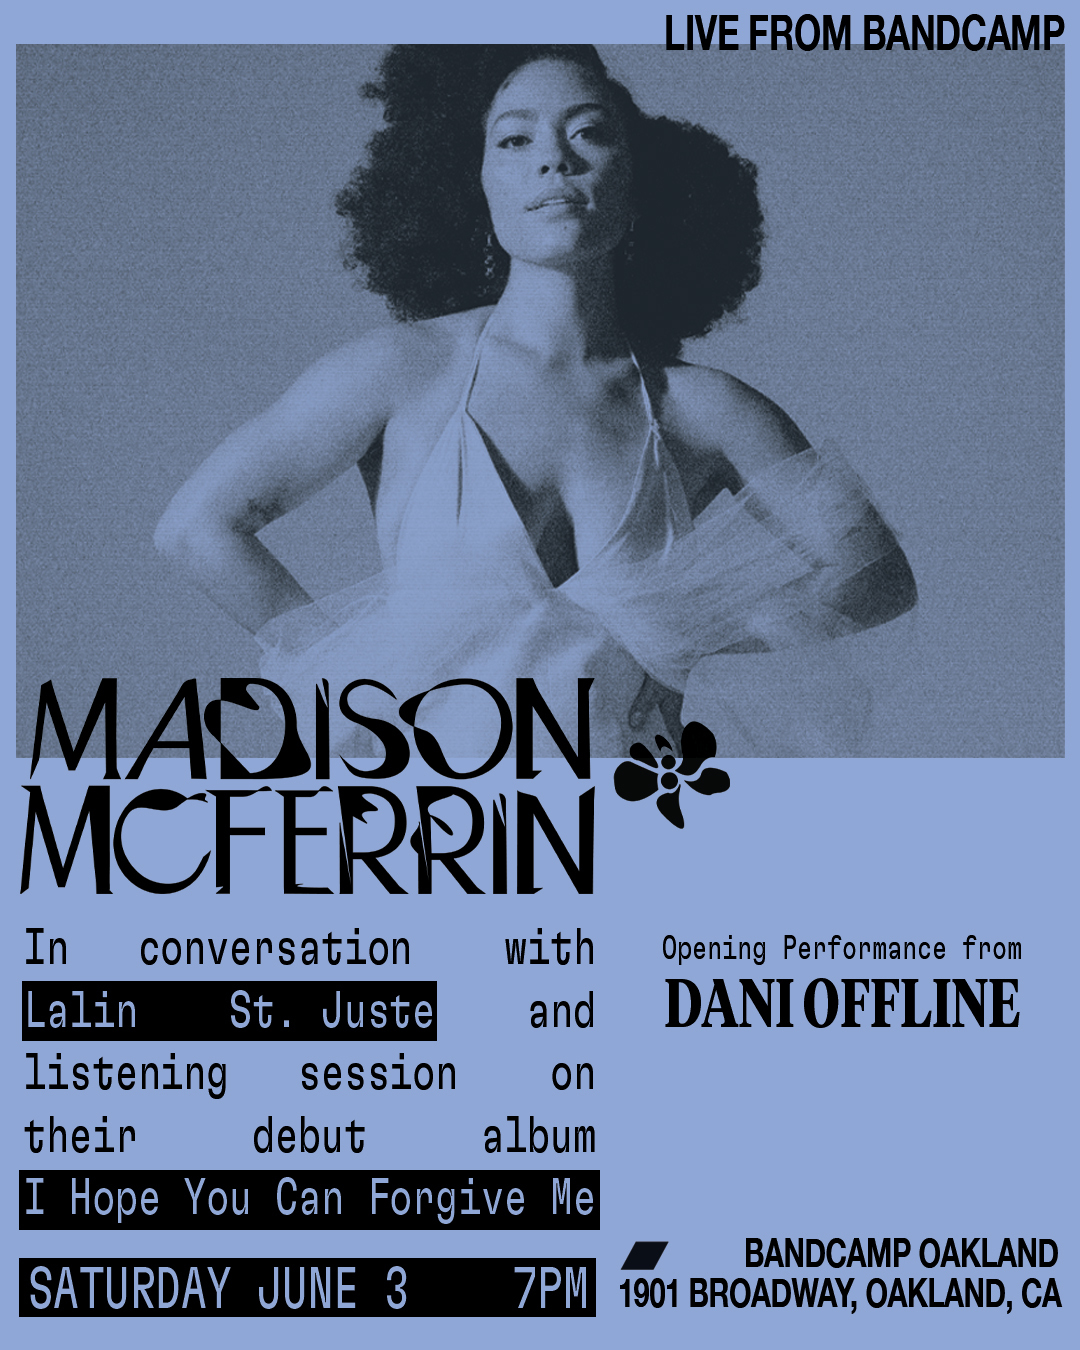 LIVE FROM BANDCAMP
MADISON
MCFERRIN
In conversation with
Lalin St. Juste and
listening session on
their debut album
I Hope You Can Forgive Me
SATURDAY JUNE 3 7PM
Opening Performance from
DANI OFFLINE
BANDCAMP OAKLAND
1901 BROADWAY, OAKLAND, CA